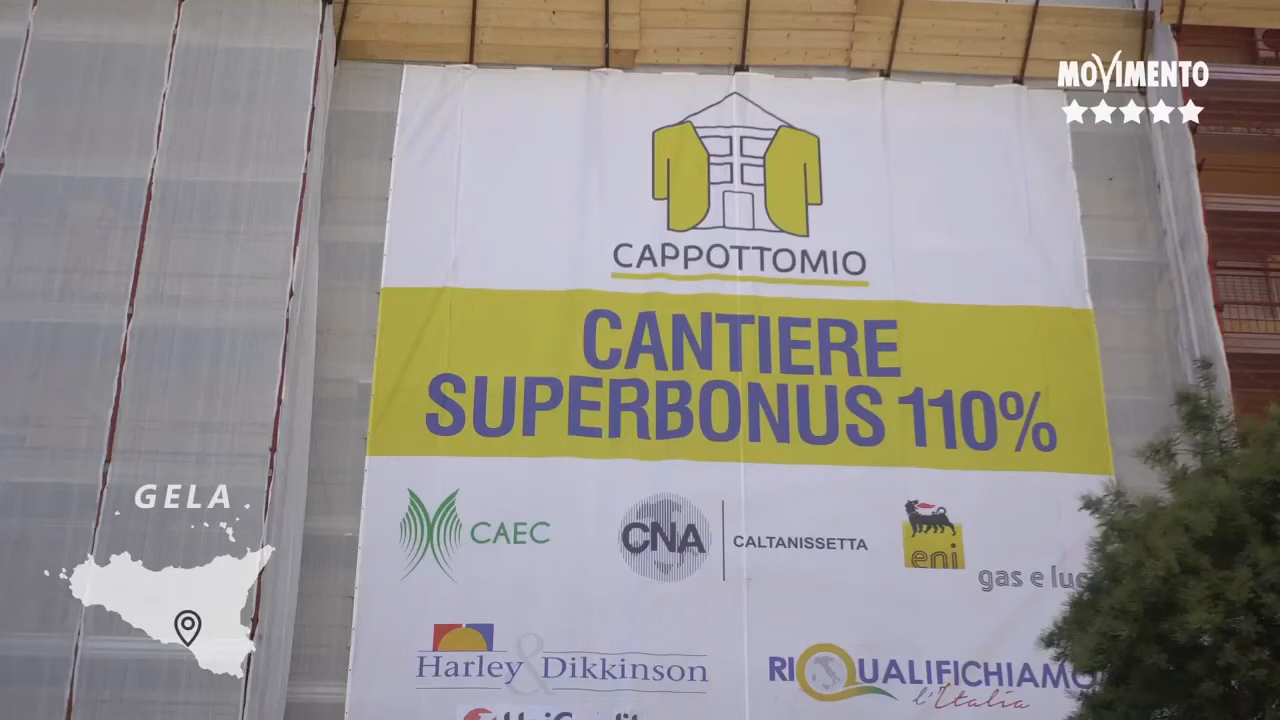 MOVIMENTO
CAPPOTTOMIO
CANTIERE
SUPERBONUS 110%
GELA
CAEC
CNA
CALTANISSETTA
eni
gas e luc
Harley & Dikkinson
RIQUALIFICHIAMO
l'Italia